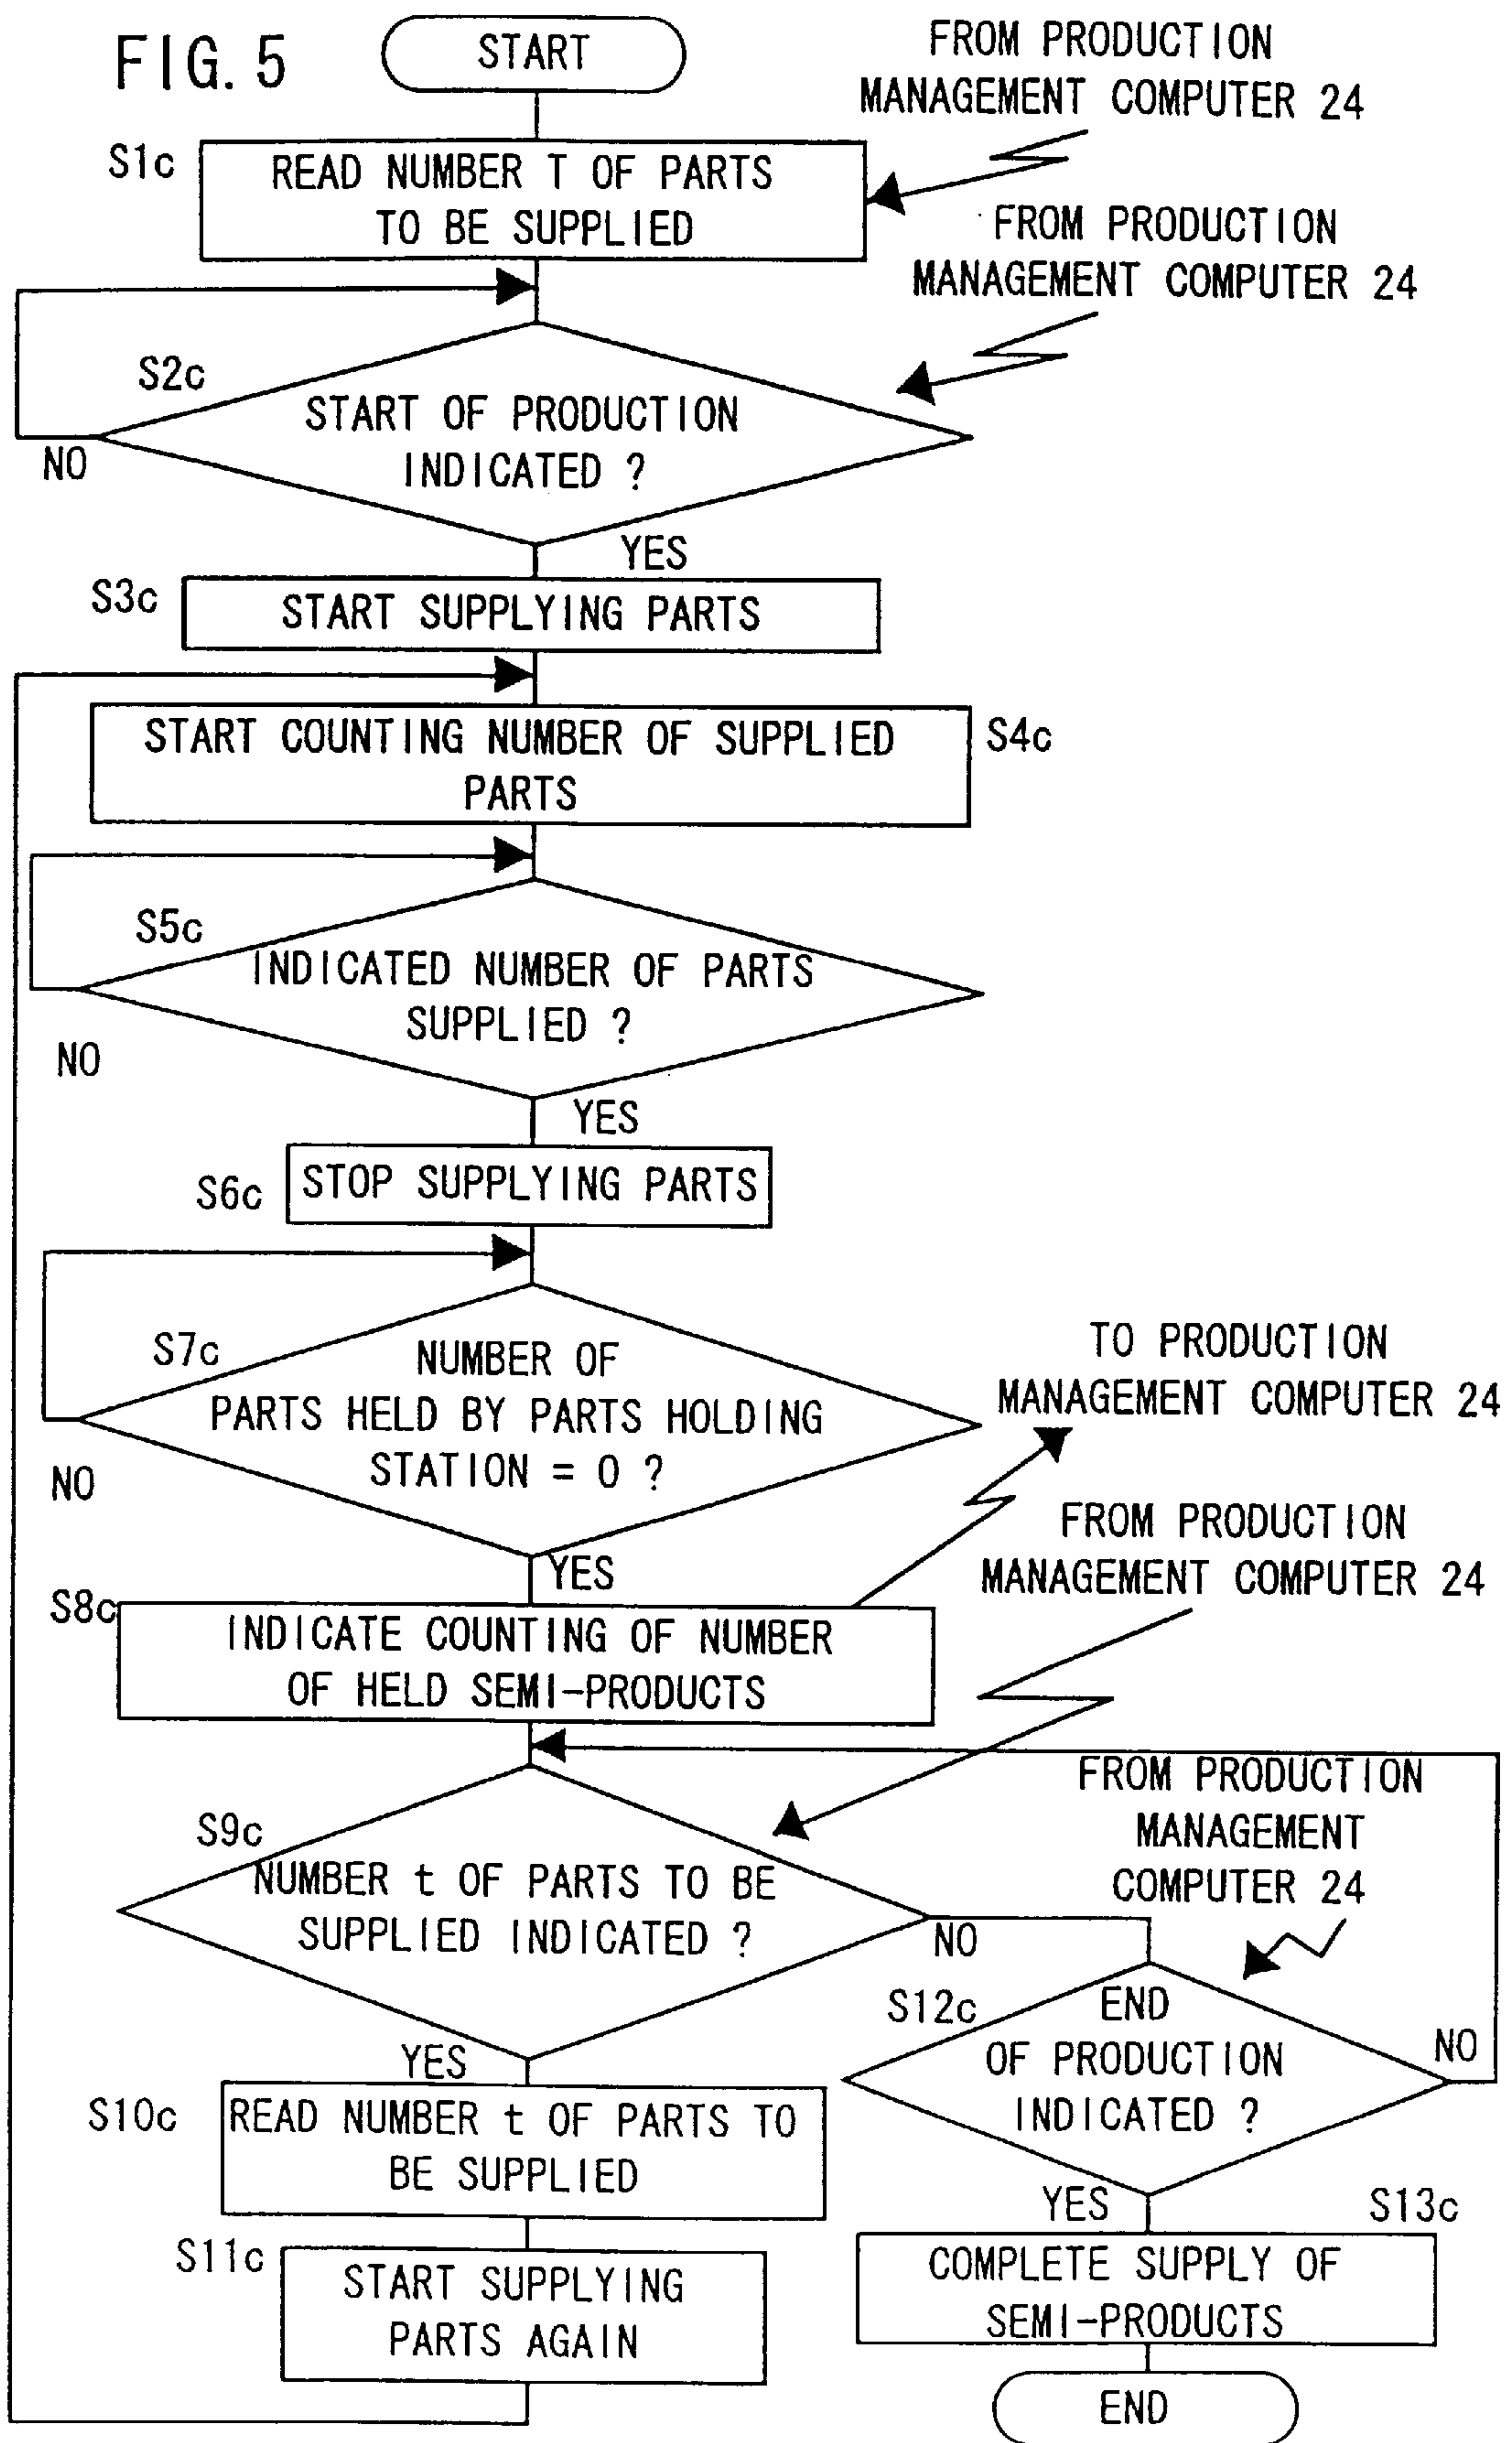 FIG. 5
START
FROM PRODUCTION
MANAGEMENT COMPUTER 24
S1c
READ NUMBER T OF PARTS
TO BE SUPPLIED
FROM PRODUCTION
MANAGEMENT COMPUTER 24
S2c
START OF PRODUCTION
INDICATED ?
NO
YES
S3c
START SUPPLYING PARTS
START COUNTING NUMBER OF SUPPLIED
PARTS
S4c
S5c
INDICATED NUMBER OF PARTS
SUPPLIED ?
NO
YES
S6c
STOP SUPPLYING PARTS
S7c
NUMBER OF
PARTS HELD BY PARTS HOLDING
STATION = 0 ?
NO
YES
TO PRODUCTION
MANAGEMENT COMPUTER 24
FROM PRODUCTION
MANAGEMENT COMPUTER 24
S8c
INDICATE COUNTING OF NUMBER
OF HELD SEMI-PRODUCTS
FROM PRODUCTION
MANAGEMENT
COMPUTER 24
S9c
NUMBER t OF PARTS TO BE
SUPPLIED INDICATED ?
NO
YES
S12c
END
OF PRODUCTION
INDICATED ?
NO
YES
S10c
READ NUMBER t OF PARTS TO
BE SUPPLIED
S11c
START SUPPLYING
PARTS AGAIN
S13c
COMPLETE SUPPLY OF
SEMI-PRODUCTS
END